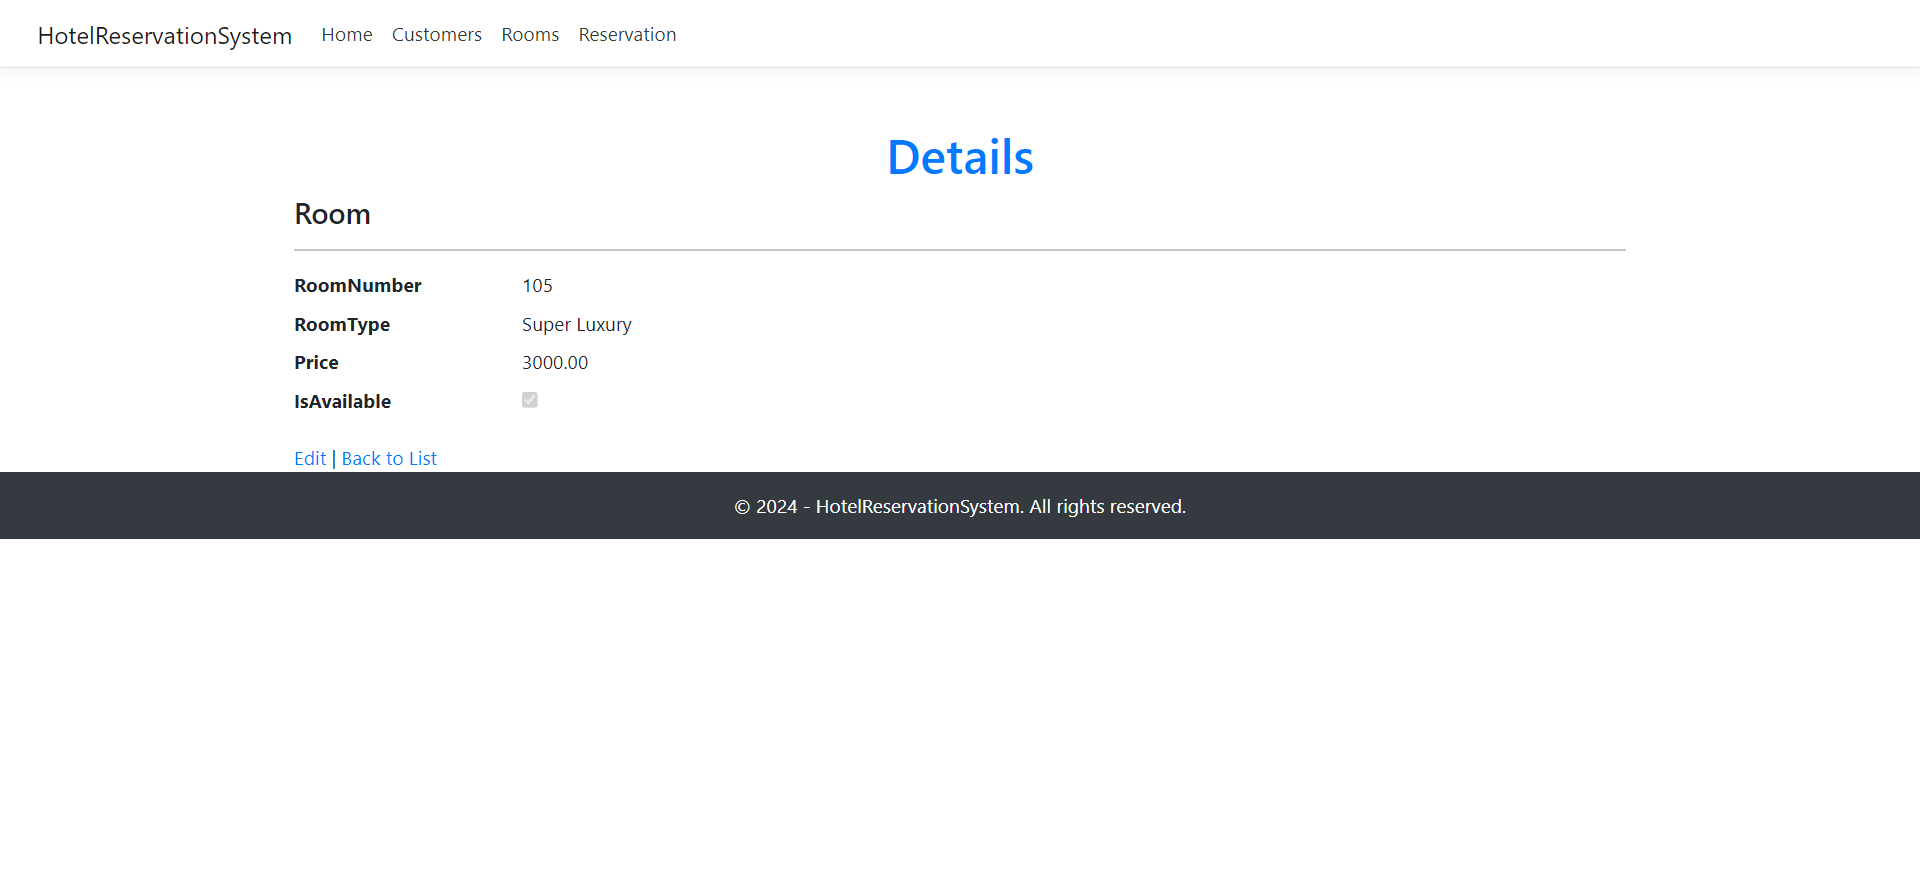 HotelReservationSystem Home Customers Rooms Reservation
Details
Room
RoomNumber 105
RoomType Super Luxury
Price 3000.00
IsAvailable
Edit | Back to List
© 2024 - HotelReservationSystem. All rights reserved.